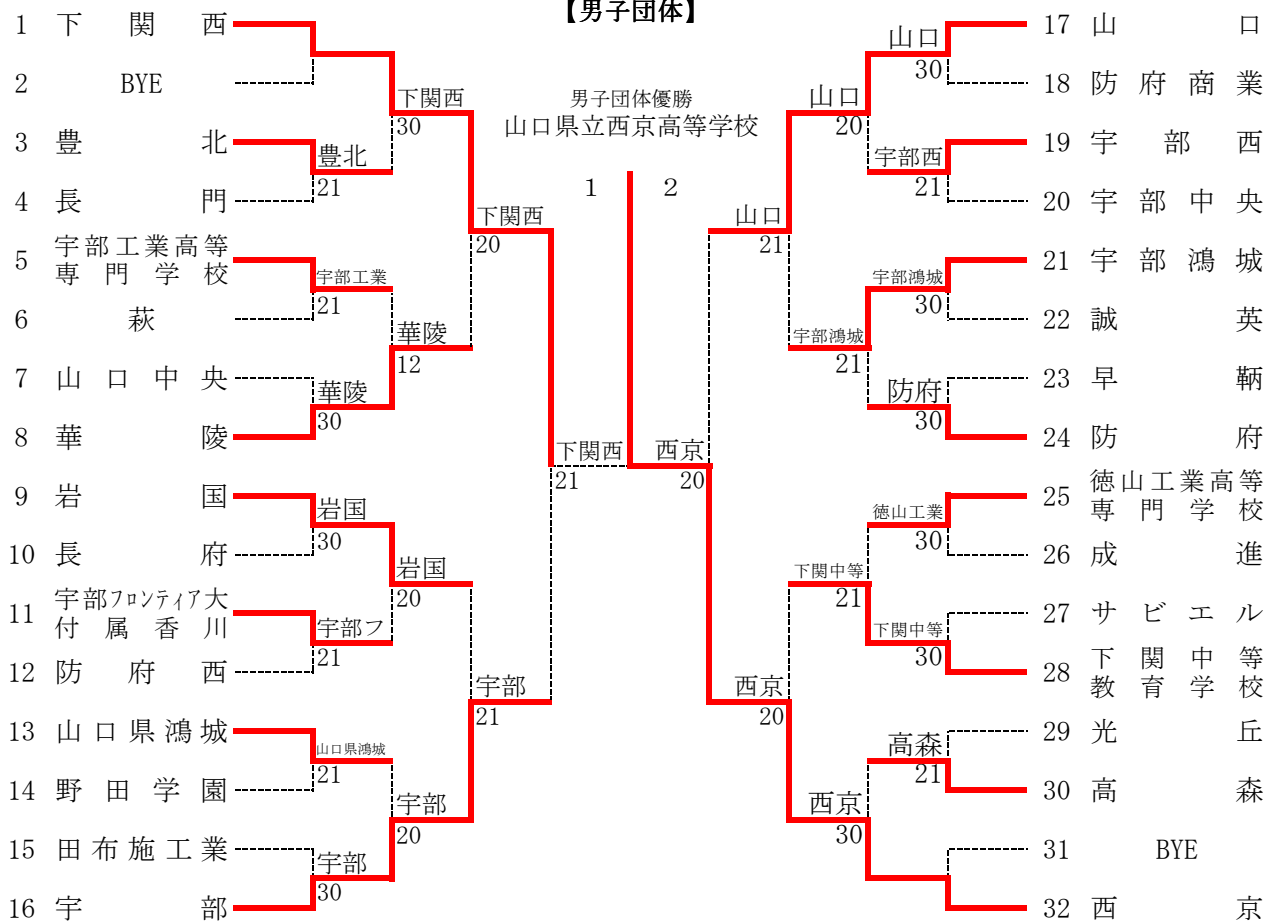 【男子団体】
男子団体優勝
山口県立西京高等学校
1 2
1 下関西
2 BYE
3 豊北
4 長門
5 宇部工業高等
専門学校
6 萩
7 山口中央
8 華陵
9 岩国
10 長府
11 宇部フロンティア大
付属香川
12 防府西
13 山口県鴻城
14 野田学園
15 田布施工業
16 宇部
豊北
21
宇部工業
21
華陵
30
岩国
30
宇部フ
21
山口県鴻城
21
宇部
30
下関西
30
華陵
12
岩国
20
宇部
20
下関西
20
宇部
21
下関西
21
西京
20
山口
21
西京
20
山口
20
宇部鴻城
21
下関中等
21
西京
30
山口
30
宇部西
21
宇部鴻城
30
防府
30
徳山工業
30
下関中等
30
高森
21
17 山口
18 防府商業
19 宇部西
20 宇部中央
21 宇部鴻城
22 誠英
23 早鞆
24 防府
25 徳山工業高等
専門学校
26 成進
27 サビエル
28 下関中等
教育学校
29 光丘
30 高森
31 BYE
32 西京